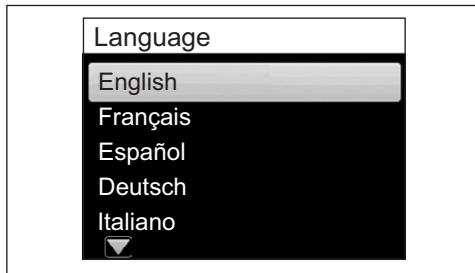 Language
English
Français
Español
Deutsch
Italiano